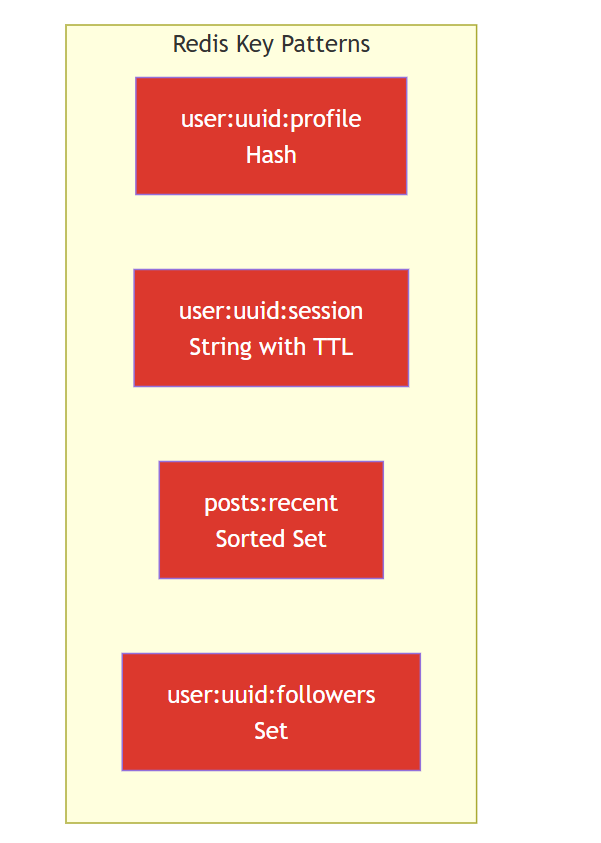 Redis Key Patterns
user:uuid:profile
Hash
user:uuid:session
String with TTL
posts:recent
Sorted Set
user:uuid:followers
Set